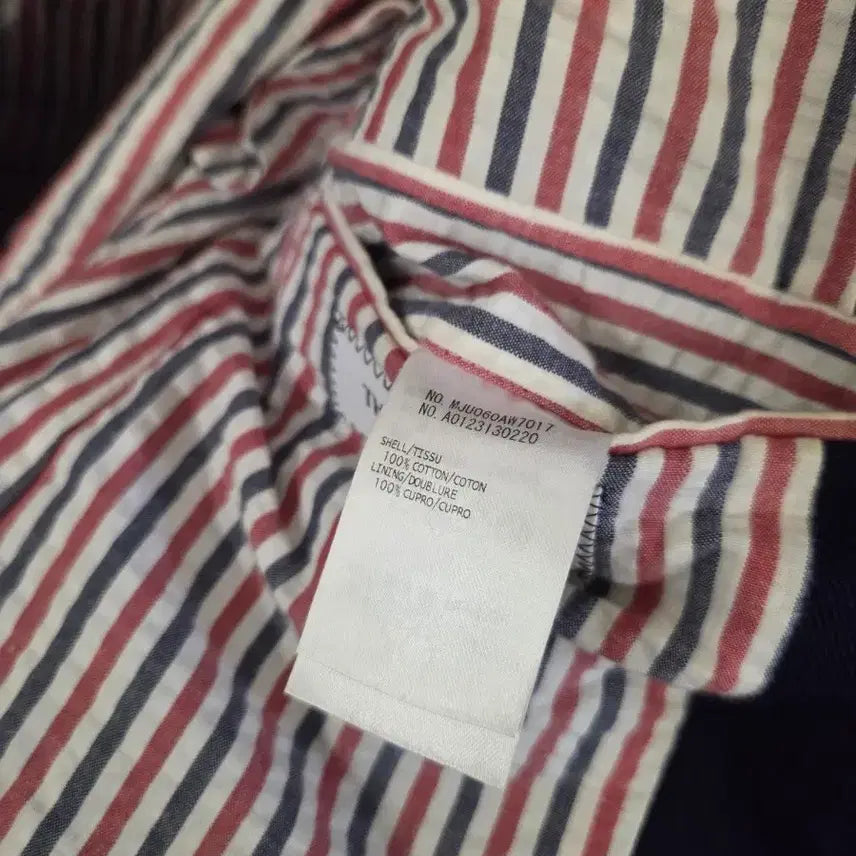 NO. MJU060AW7017
NO. A0123130220
SHELL/TISSU
100% COTTON/COTON
LINING/DOUBLURE
100% CUPRO/CUPRO